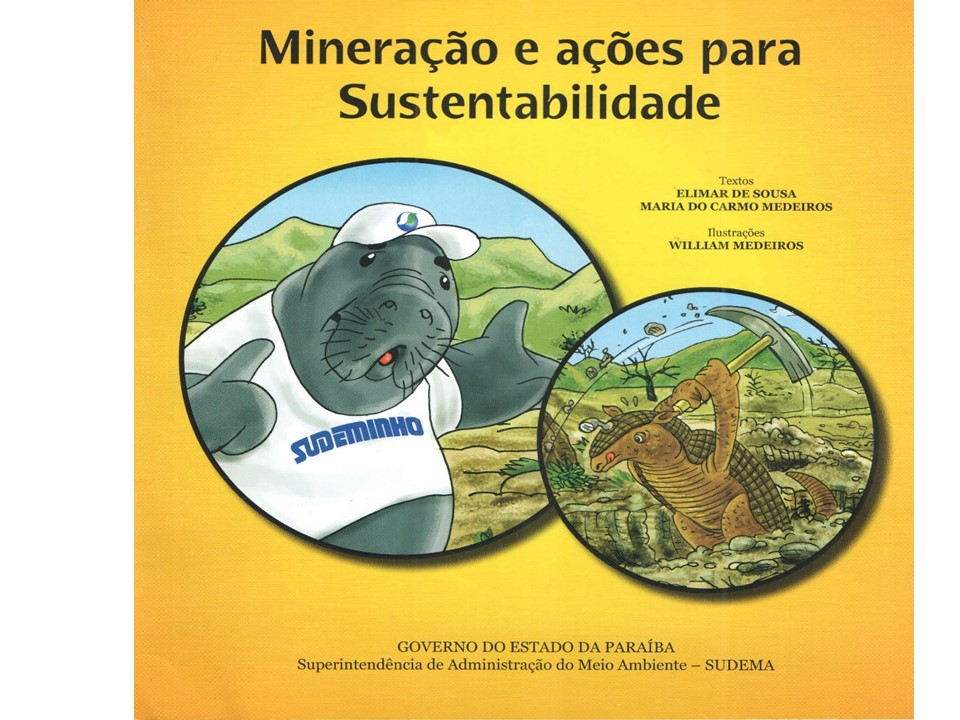 Mineração e ações para
Sustentabilidade
Textos
ELIMAR DE SOUSA
MARIA DO CARMO MEDEIROS
Ilustrações
WILLIAM MEDEIROS
SUDEMINHO
GOVERNO DO ESTADO DA PARAÍBA
Superintendência de Administração do Meio Ambiente – SUDEMA